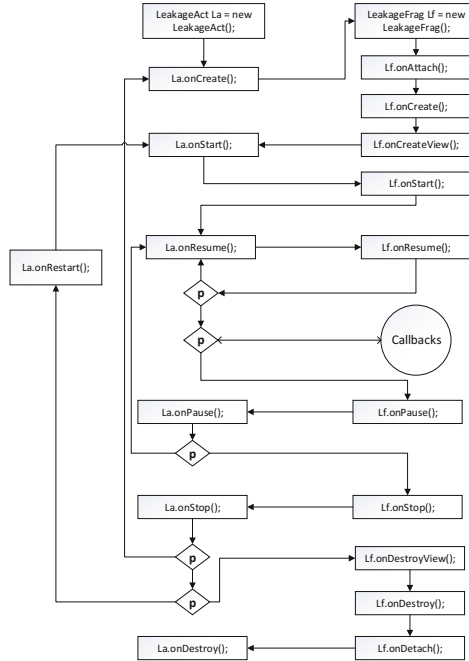 LeakageAct La = new
LeakageAct();
LeakageFrag Lf = new
LeakageFrag();
Lf.onAttach();
La.onCreate();
Lf.onCreate();
La.onStart();
Lf.onCreateView();
Lf.onStart();
La.onResume();
Lf.onResume();
La.onRestart();
p
p
Callbacks
La.onPause();
Lf.onPause();
p
La.onStop();
Lf.onStop();
p
Lf.onDestroyView();
p
Lf.onDestroy();
La.onDestroy();
Lf.onDetach();